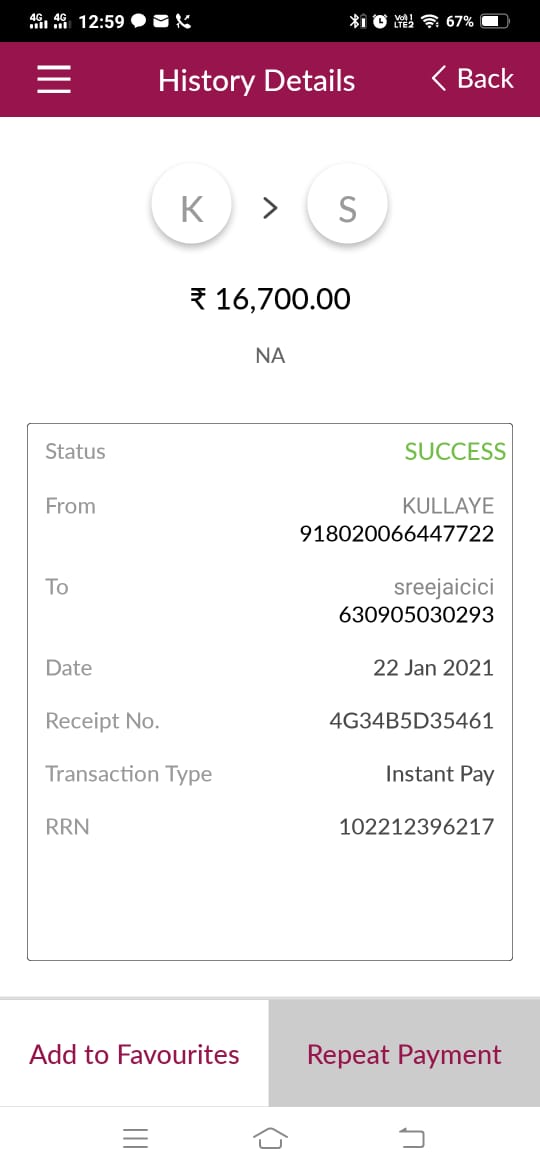 4G 4G 12:59 67%
History Details
Back
K > S
₹ 16,700.00
NA
Status SUCCESS
From KULLAYE
918020066447722
To sreejaicici
630905030293
Date 22 Jan 2021
Receipt No. 4G34B5D35461
Transaction Type Instant Pay
RRN 102212396217
Add to Favourites
Repeat Payment